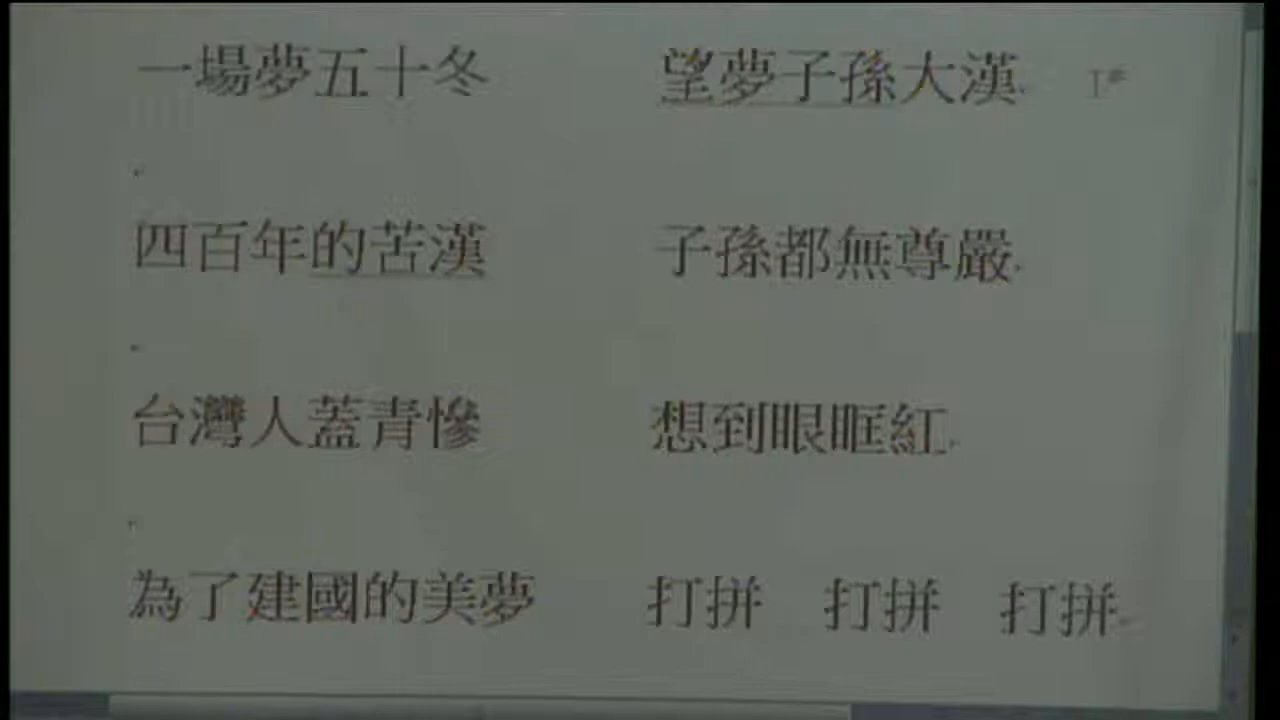 一場夢五十冬 望夢子孫大漢
四百年的苦漢 子孫都無尊嚴
台灣人蓋青慘 想到眼眶紅
為了建國的美夢 打拼 打拼 打拼